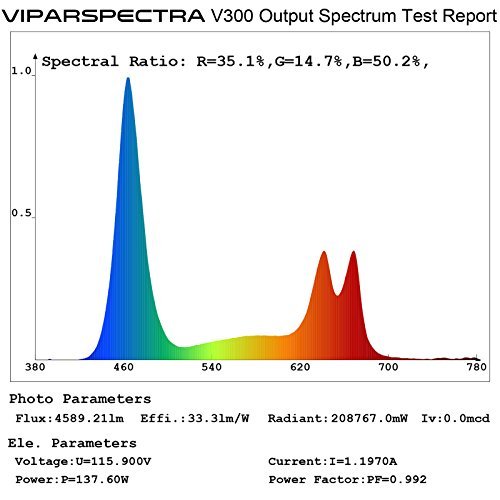 VIPARSPECTRA V300 Output Spectrum Test Report
Spectral Ratio: R=35.1%,G=14.7%,B=50.2%,
1.0
0.5
380 460 540 620 700 780
Photo Parameters
Flux:4589.21lm Effi.:33.3lm/W Radiant:208767.0mW Iv:0.0mcd
Ele. Parameters
Voltage:U=115.900V Current:I=1.1970A
Power:P=137.60W Power Factor:PF=0.992